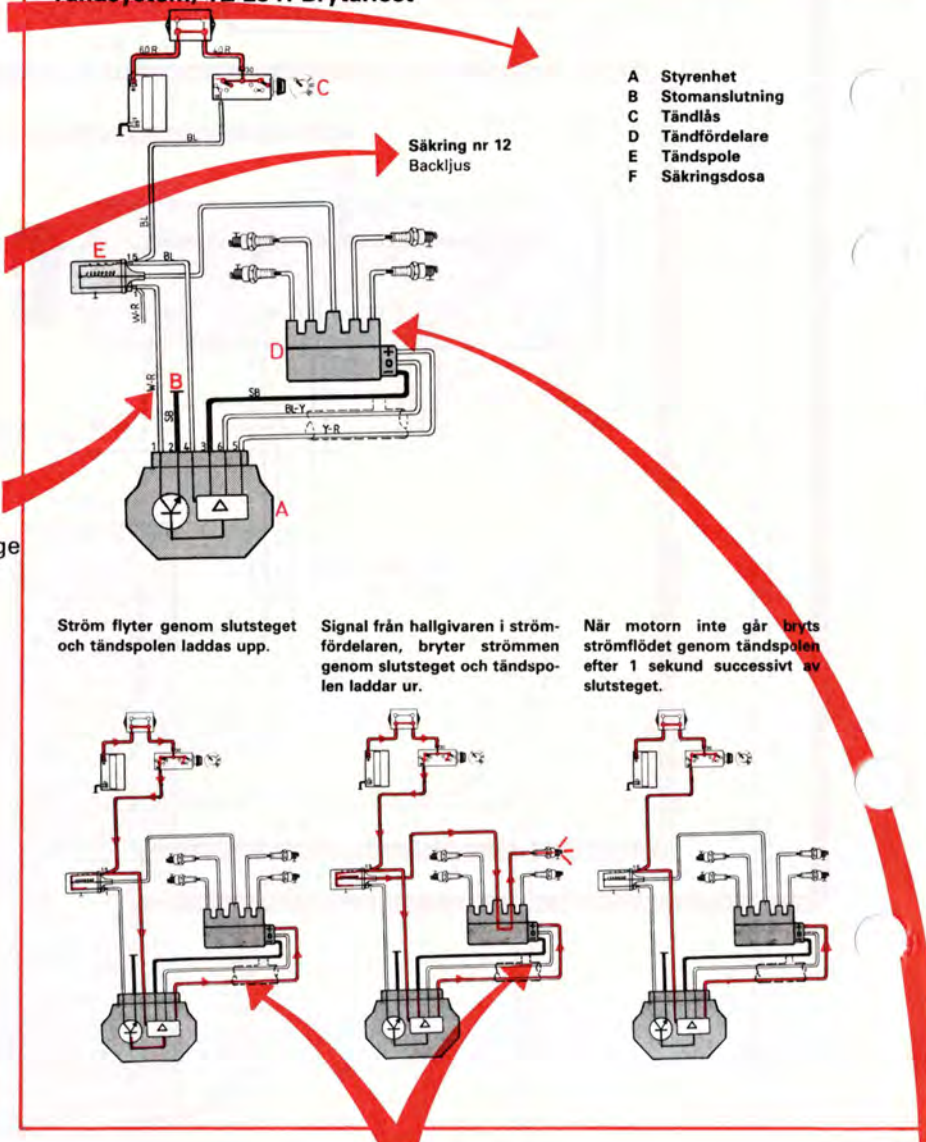 A Styrenhet
B Stomanslutning
C Tändlås
D Tändfördelare
E Tändspole
F Säkringsdosa
60R
40R
30
C
BL
Säkring nr 12
Backljus
BL
E
15
BL
W-R
D
W-R
B
SB
SB
BL-Y
Y-R
1 2 4 3 6 5
A
ge
Ström flyter genom slutsteget
och tändspolen laddas upp.
Signal från hallgivaren i ström-
fördelaren, bryter strömmen
genom slutsteget och tändspo-
len laddar ur.
När motorn inte går bryts
strömflödet genom tändspolen
efter 1 sekund successivt av
slutsteget.